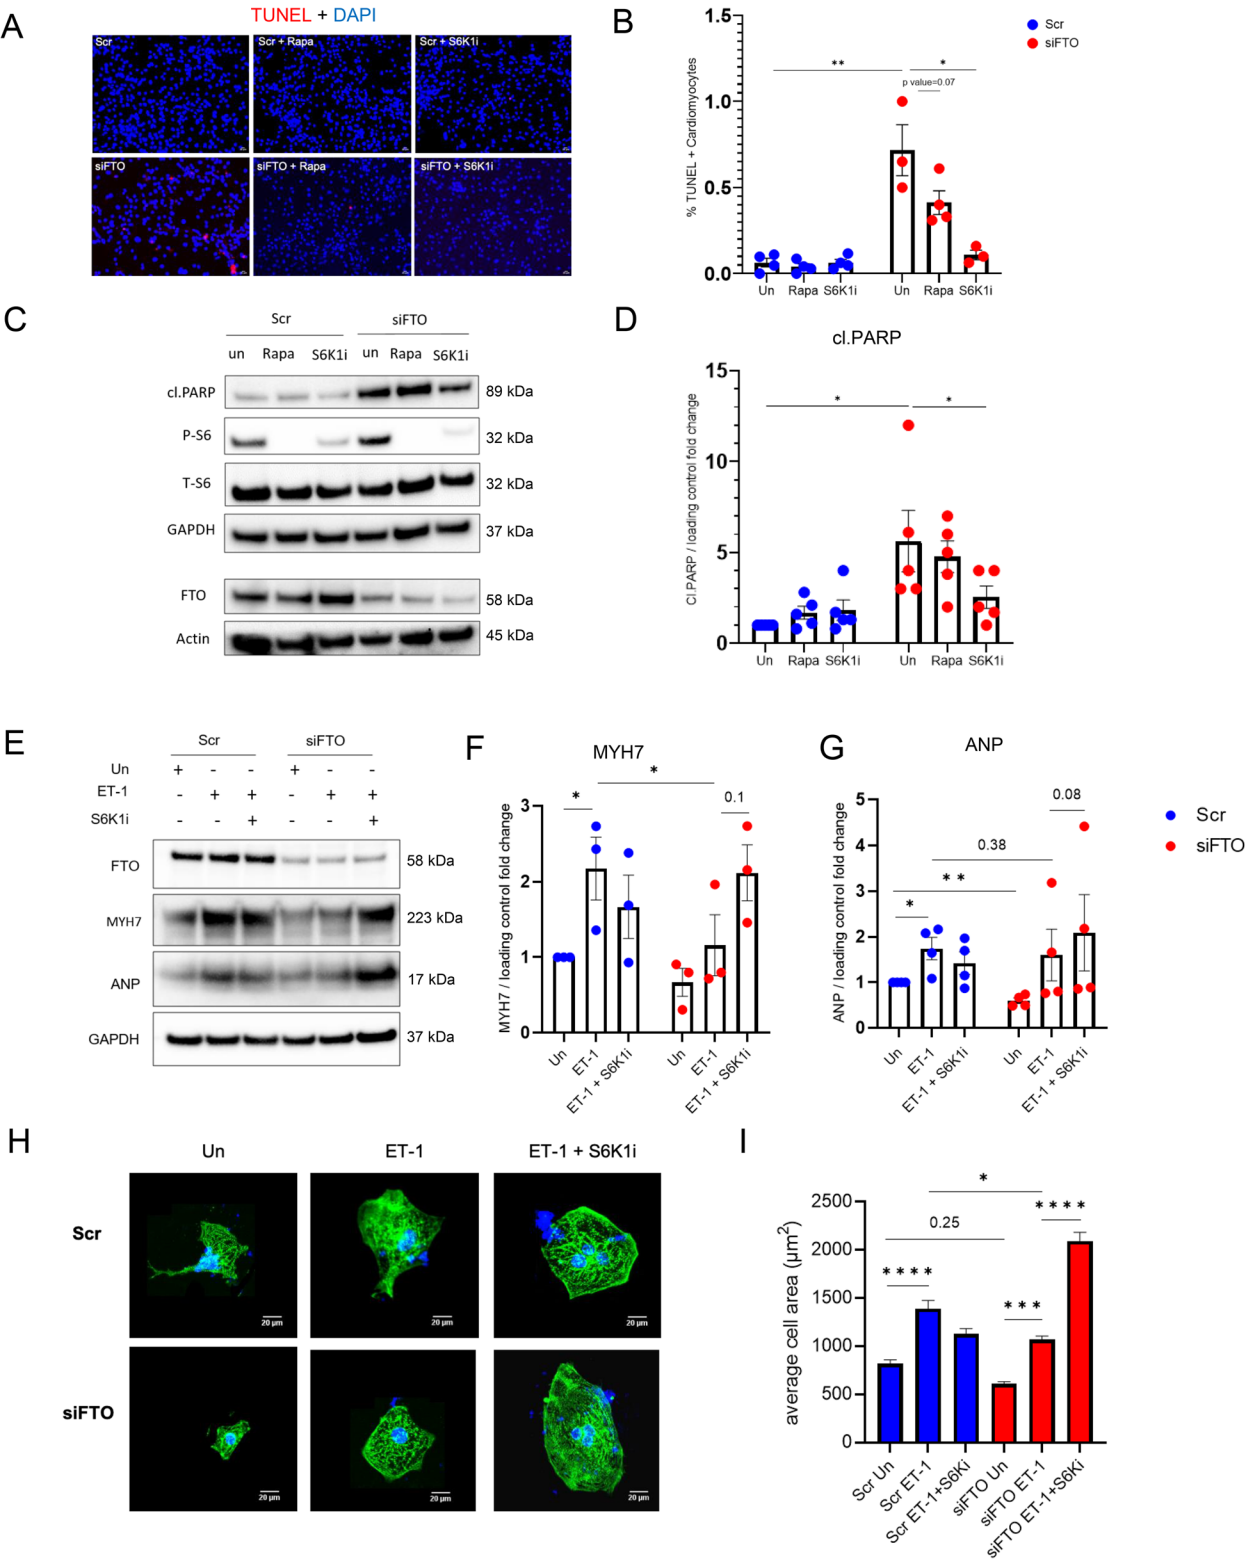 A
TUNEL + DAPI
Scr
Scr + Rapa
Scr + S6K1i
siFTO
siFTO + Rapa
siFTO + S6K1i
B
% TUNEL + Cardiomyocytes
1.5
1.0
0.5
0.0
**
*
p value=0.07
Un Rapa S6K1i Un Rapa S6K1i
Scr
siFTO
C
Scr siFTO
un Rapa S6K1i un Rapa S6K1i
cl.PARP 89 kDa
P-S6 32 kDa
T-S6 32 kDa
GAPDH 37 kDa
FTO 58 kDa
Actin 45 kDa
D
cl.PARP
Cl.PARP / loading control fold change
15
10
5
0
*
*
Un Rapa S6K1i Un Rapa S6K1i
E
Scr siFTO
Un + - - + - -
ET-1 - + + - + +
S6K1i - - + - - +
FTO 58 kDa
MYH7 223 kDa
ANP 17 kDa
GAPDH 37 kDa
F
MYH7
MYH7 / loading control fold change
3
2
1
0
*
*
0.1
Un ET-1 ET-1 + S6K1i Un ET-1 ET-1 + S6K1i
G
ANP
ANP / loading control fold change
5
4
3
2
1
0
0.08
0.38
**
*
Un ET-1 ET-1 + S6K1i Un ET-1 ET-1 + S6K1i
Scr
siFTO
H
Un ET-1 ET-1 + S6K1i
Scr
20 µm 20 µm 20 µm
siFTO
20 µm 20 µm 20 µm
I
average cell area (µm²)
2500
2000
1500
1000
500
0
*
****
0.25
****
***
Scr Un
Scr ET-1
Scr ET-1+S6Ki
siFTO Un
siFTO ET-1
siFTO ET-1+S6Ki